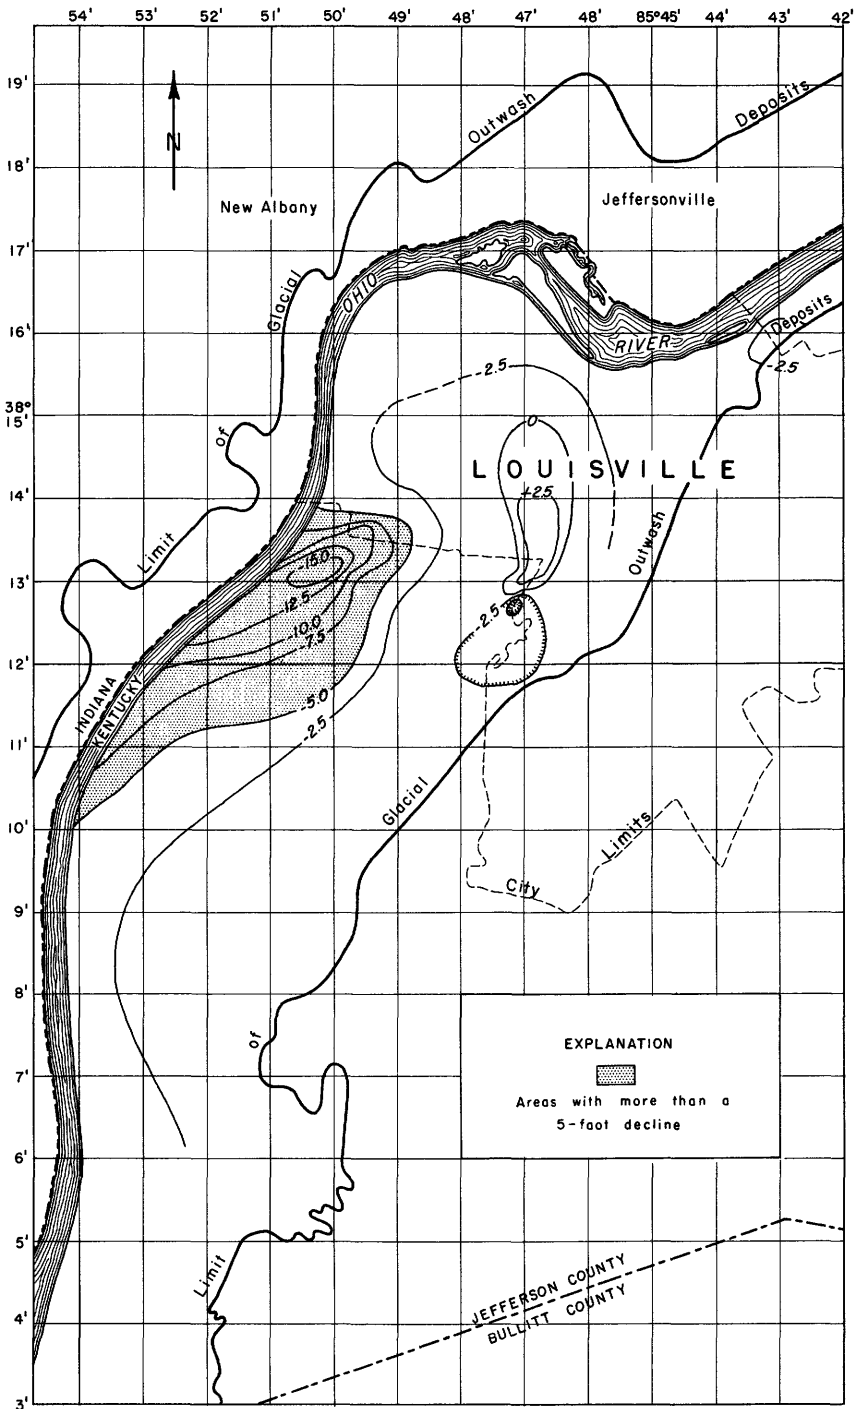 54' 53' 52' 51' 50' 49' 48' 47' 48' 85°45' 44' 43' 42'
19'
18'
17'
16'
38°
15'
14'
13'
12'
11'
10'
9'
8'
7'
6'
5'
4'
3'
N
Outwash
Deposits
New Albany
Jeffersonville
Glacial
OHIO
RIVER
Deposits
-2.5
-2.5
0
of
LOUISVILLE
+2.5
Limit
Outwash
-15.0
12.5
-10.0
-7.5
-2.5
INDIANA
KENTUCKY
-5.0
-2.5
Glacial
Limits
City
of
EXPLANATION
Areas with more than a
5-foot decline
Limit
JEFFERSON COUNTY
BULLITT COUNTY